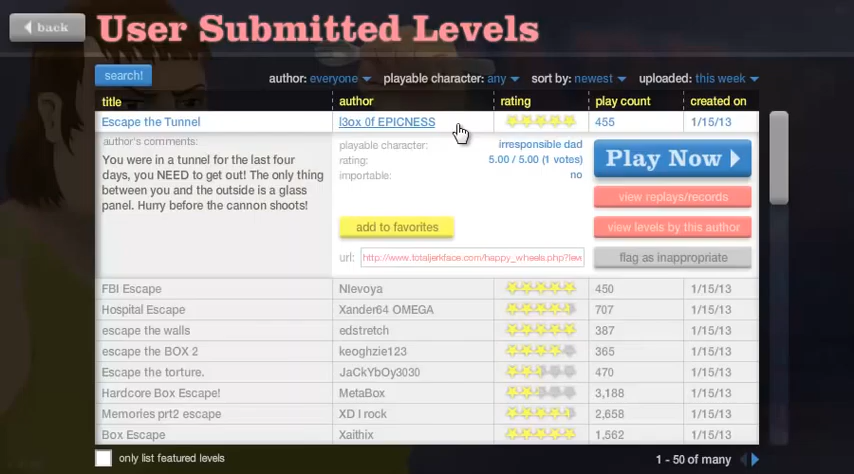 back
User Submitted Levels
search!
author: everyone playable character: any sort by: newest uploaded: this week
title author rating play count created on
Escape the Tunnel l3ox 0f EPICNESS 455 1/15/13
author's comments:
You were in a tunnel for the last four
days, you NEED to get out! The only thing
between you and the outside is a glass
panel. Hurry before the cannon shoots!
playable character: irresponsible dad
rating: 5.00 / 5.00 (1 votes)
importable: no
add to favorites
url: http://www.totaljerkface.com/happy_wheels.php?leve
Play Now
view replays/records
view levels by this author
flag as inappropriate
FBI Escape Nlevoya 450 1/15/13
Hospital Escape Xander64 OMEGA 707 1/15/13
escape the walls edstretch 387 1/15/13
escape the BOX 2 keoghzie123 365 1/15/13
Escape the torture. JaCkYbOy3030 470 1/15/13
Hardcore Box Escape! MetaBox 3,188 1/15/13
Memories prt2 escape XD I rock 2,658 1/15/13
Box Escape Xaithix 1,562 1/15/13
only list featured levels
1 - 50 of many